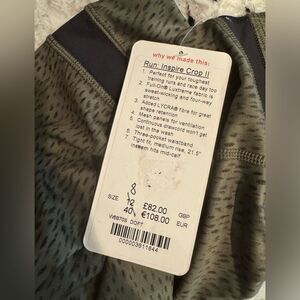 why we made this:
Run: Inspire Crop II
1. Perfect for your toughest
training runs and race day too
2. Full-On® Luxtreme fabric is
sweat-wicking and four-way
stretch
3. Added LYCRA® fibre for great
shape retention
4. Mesh panels for ventilation
5. Continuous drawcord won't get
lost in the wash
6. Three-pocket waistband
7. Tight fit, medium rise, 21.5"
inseam hits mid-calf
8
SIZE 12 £82.00 GBP
40 €108.00 EUR
W6B70S DOFT
000003811844